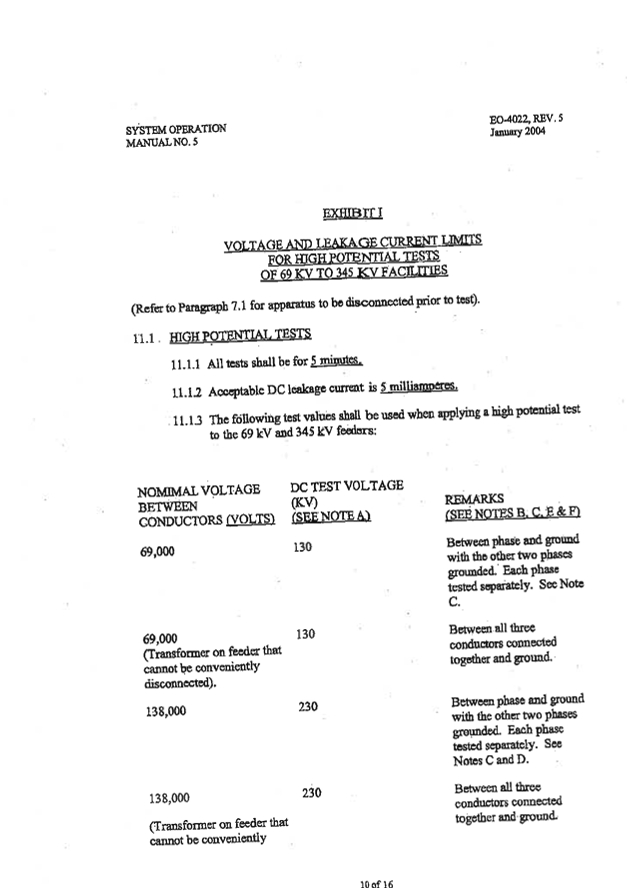 SYSTEM OPERATION
MANUAL NO. 5
EO-4022, REV. 5
January 2004
EXHIBIT I
VOLTAGE AND LEAKAGE CURRENT LIMITS
FOR HIGH POTENTIAL TESTS
OF 69 KV TO 345 KV FACILITIES
(Refer to Paragraph 7.1 for apparatus to be disconnected prior to test).
11.1. HIGH POTENTIAL TESTS
11.1.1 All tests shall be for 5 minutes.
11.1.2 Acceptable DC leakage current is 5 milliamperes.
11.1.3 The following test values shall be used when applying a high potential test
to the 69 kV and 345 KV feeders:
NOMIMAL VOLTAGE
BETWEEN
CONDUCTORS (VOLTS)
DC TEST VOLTAGE
(KV)
(SEE NOTE A)
REMARKS
(SEE NOTES B, C, E & F)
69,000
130
Between phase and ground
with the other two phases
grounded. Each phase
tested separately. See Note
C.
69,000
(Transformer on feeder that
cannot be conveniently
disconnected).
130
Between all three
conductors connected
together and ground.
138,000
230
Between phase and ground
with the other two phases
grounded. Each phase
tested separately. See
Notes C and D.
138,000
(Transformer on feeder that
cannot be conveniently
230
Between all three
conductors connected
together and ground.
10 of 16